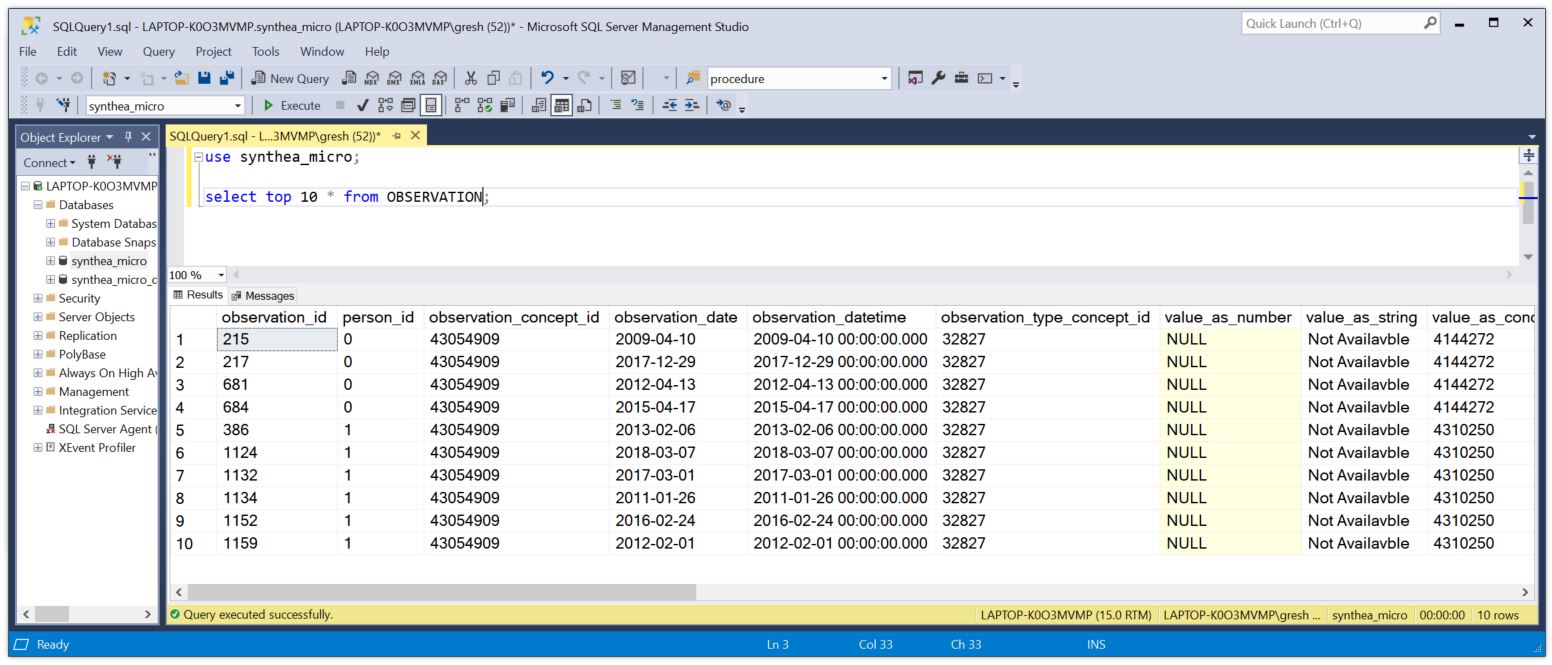 SQLQuery1.sql - LAPTOP-K0O3MVMP.synthea_micro (LAPTOP-K0O3MVMP\gresh (52))* - Microsoft SQL Server Management Studio
Quick Launch (Ctrl+Q)
File Edit View Query Project Tools Window Help
New Query MDX DMX XMLA DAX procedure
synthea_micro Execute
Object Explorer
SQLQuery1.sql - L...3MVMP\gresh (52))*
Connect
use synthea_micro;
select top 10 * from OBSERVATION;
LAPTOP-K0O3MVMP
Databases
System Databas
Database Snaps
synthea_micro
synthea_micro_c
Security
Server Objects
Replication
PolyBase
Always On High Av
Management
Integration Service
SQL Server Agent (
XEvent Profiler
100 %
Results Messages
observation_id person_id observation_concept_id observation_date observation_datetime observation_type_concept_id value_as_number value_as_string value_as_conc
1 215 0 43054909 2009-04-10 2009-04-10 00:00:00.000 32827 NULL Not Availavble 4144272
2 217 0 43054909 2017-12-29 2017-12-29 00:00:00.000 32827 NULL Not Availavble 4144272
3 681 0 43054909 2012-04-13 2012-04-13 00:00:00.000 32827 NULL Not Availavble 4144272
4 684 0 43054909 2015-04-17 2015-04-17 00:00:00.000 32827 NULL Not Availavble 4144272
5 386 1 43054909 2013-02-06 2013-02-06 00:00:00.000 32827 NULL Not Availavble 4310250
6 1124 1 43054909 2018-03-07 2018-03-07 00:00:00.000 32827 NULL Not Availavble 4310250
7 1132 1 43054909 2017-03-01 2017-03-01 00:00:00.000 32827 NULL Not Availavble 4310250
8 1134 1 43054909 2011-01-26 2011-01-26 00:00:00.000 32827 NULL Not Availavble 4310250
9 1152 1 43054909 2016-02-24 2016-02-24 00:00:00.000 32827 NULL Not Availavble 4310250
10 1159 1 43054909 2012-02-01 2012-02-01 00:00:00.000 32827 NULL Not Availavble 4310250
Query executed successfully. LAPTOP-K0O3MVMP (15.0 RTM) LAPTOP-K0O3MVMP\gresh ... synthea_micro 00:00:00 10 rows
Ready Ln 3 Col 33 Ch 33 INS